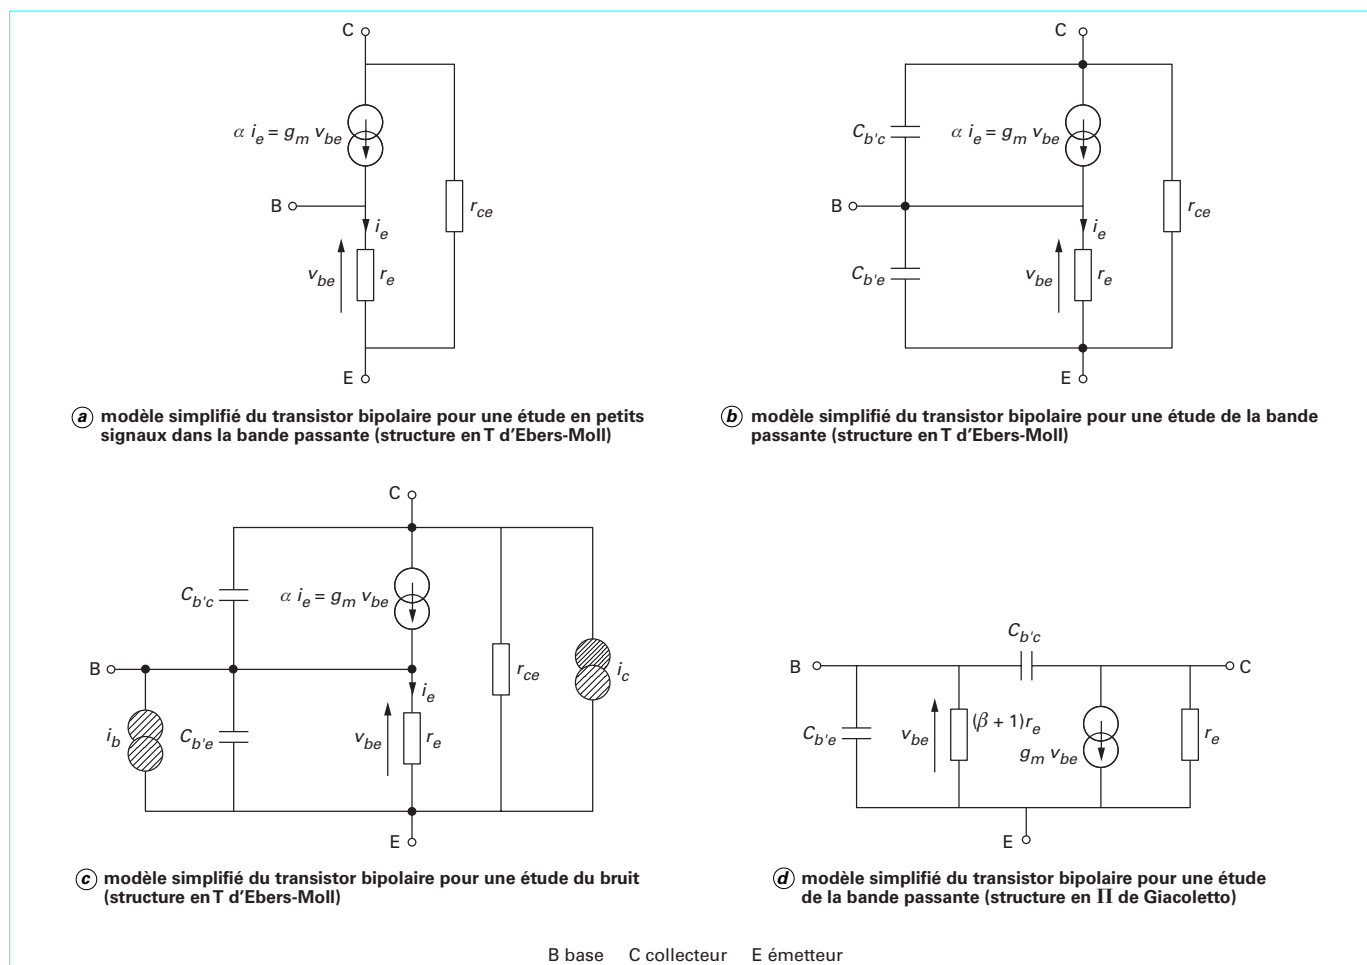 C
α i_e = g_m v_be
B
r_ce
i_e
v_be
r_e
E
a modèle simplifié du transistor bipolaire pour une étude en petits
signaux dans la bande passante (structure en T d'Ebers-Moll)
C
C_b'c
α i_e = g_m v_be
B
r_ce
i_e
C_b'e
v_be
r_e
E
b modèle simplifié du transistor bipolaire pour une étude de la bande
passante (structure en T d'Ebers-Moll)
C
C_b'c
α i_e = g_m v_be
B
r_ce
i_c
i_e
i_b
C_b'e
v_be
r_e
E
c modèle simplifié du transistor bipolaire pour une étude du bruit
(structure en T d'Ebers-Moll)
C_b'c
B
C
C_b'e
v_be
(β + 1)r_e
g_m v_be
r_e
E
d modèle simplifié du transistor bipolaire pour une étude
de la bande passante (structure en Π de Giacoletto)
B base C collecteur E émetteur